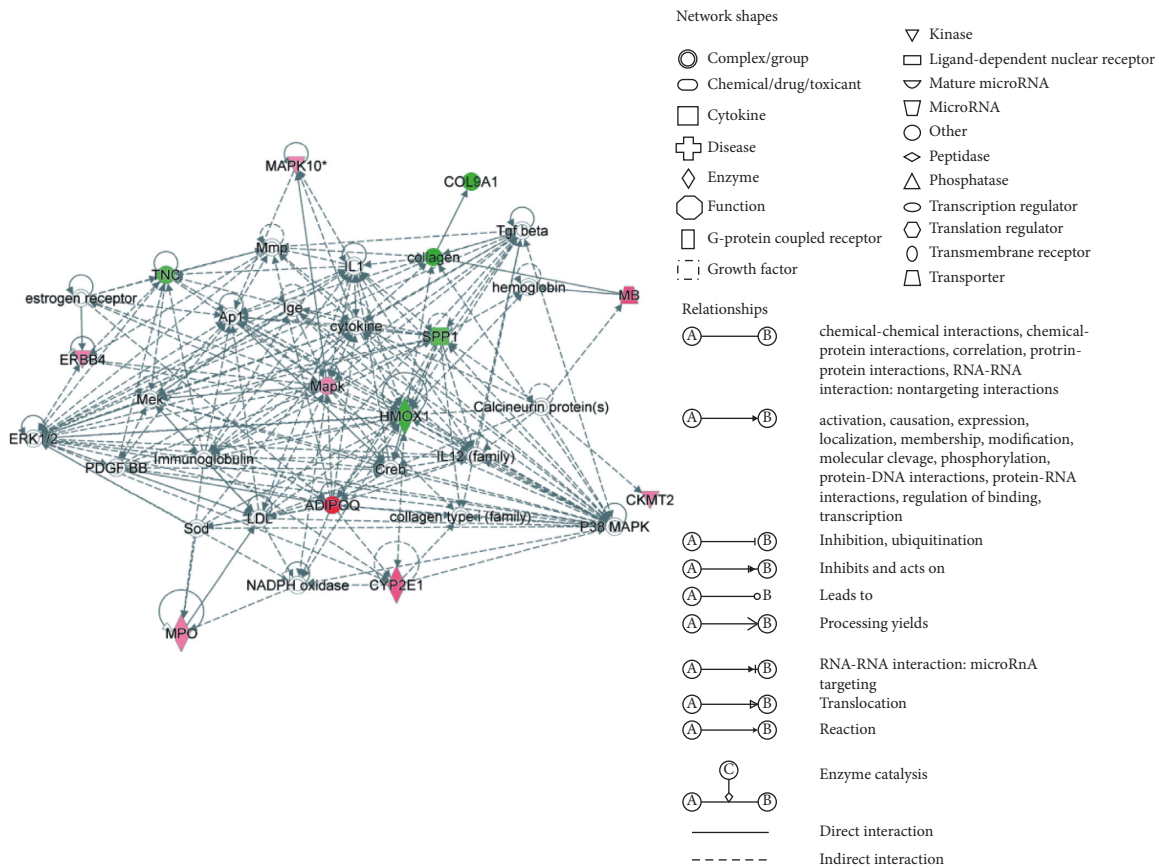 MAPK10*
COL9A1
Tgf beta
Mmp
collagen
IL1
TNC
hemoglobin
estrogen receptor
MB
Ige
Ap1
cytokine
SPP1
ERBB4
Mapk
Mek
Calcineurin protein(s)
HMOX1
ERK1/2
Immunoglobulin
IL12 (family)
PDGF BB
Creb
CKMT2
ADIPOQ
LDL
collagen type i (family)
P38 MAPK
Sod
NADPH oxidase
CYP2E1
MPO
Network shapes
Complex/group
Chemical/drug/toxicant
Cytokine
Disease
Enzyme
Function
G-protein coupled receptor
Growth factor
Kinase
Ligand-dependent nuclear receptor
Mature microRNA
MicroRNA
Other
Peptidase
Phosphatase
Transcription regulator
Translation regulator
Transmembrane receptor
Transporter
Relationships
A B
chemical-chemical interactions, chemical-
protein interactions, correlation, protrin-
protein interactions, RNA-RNA
interaction: nontargeting interactions
A B
activation, causation, expression,
localization, membership, modification,
molecular clevage, phosphorylation,
protein-DNA interactions, protein-RNA
interactions, regulation of binding,
transcription
A B Inhibition, ubiquitination
A B Inhibits and acts on
A B Leads to
A B Processing yields
A B RNA-RNA interaction: microRnA
targeting
A B Translocation
A B Reaction
C
Enzyme catalysis
A B
Direct interaction
Indirect interaction